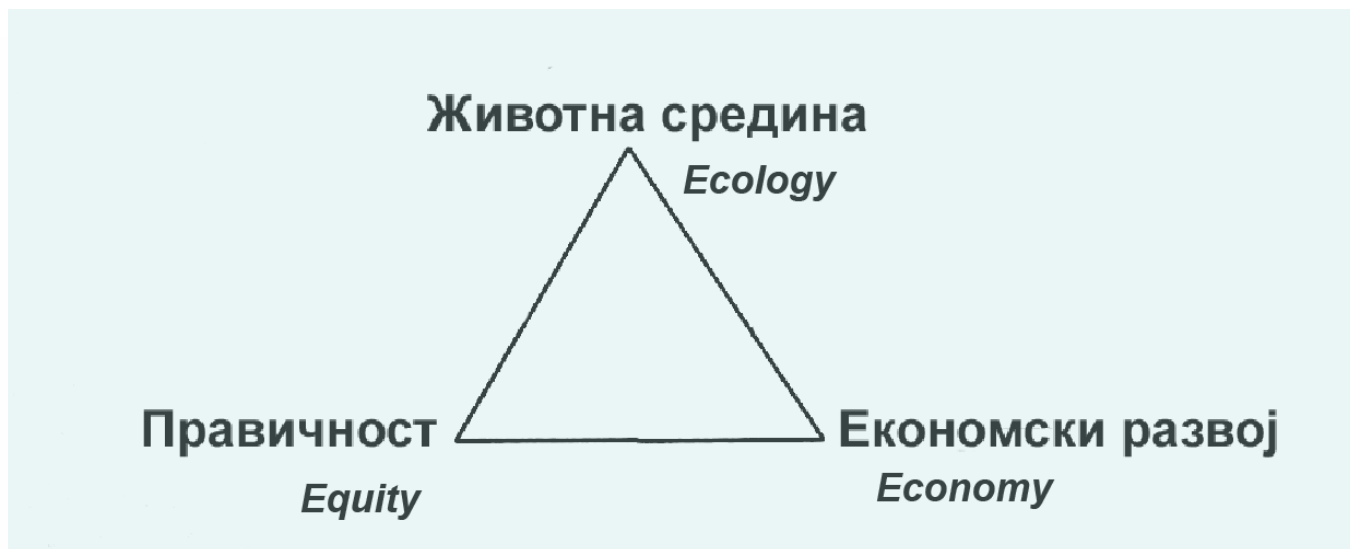 Животна средина
Ecology
Правичност
Економски развој
Equity
Economy